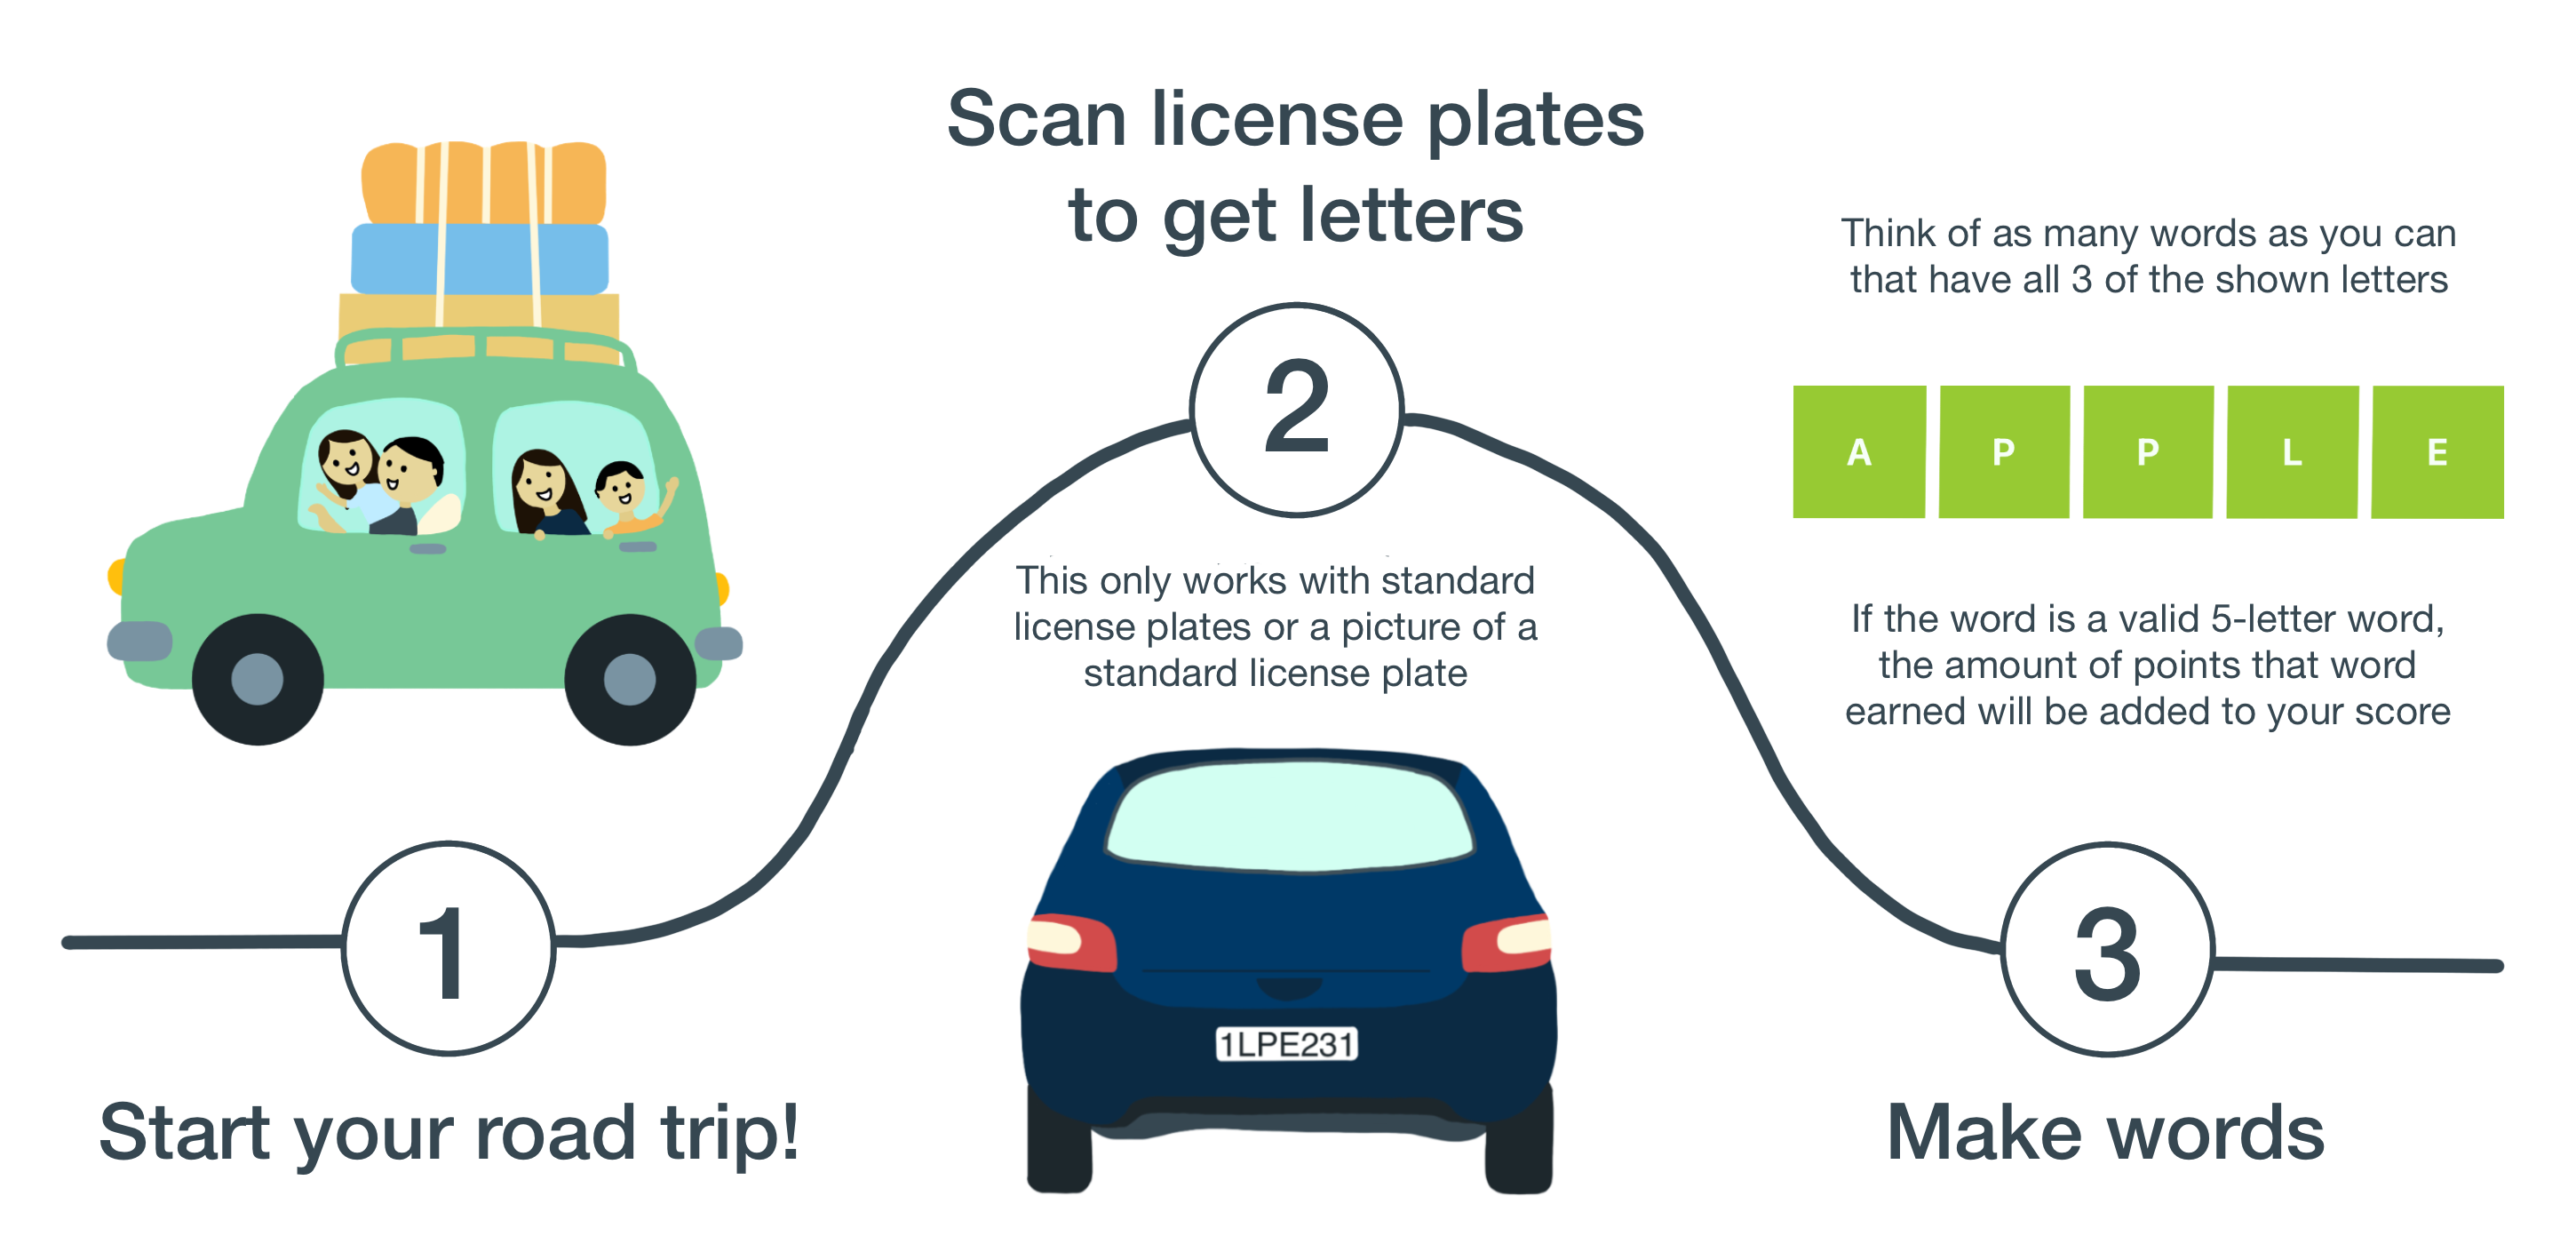 1
Start your road trip!
Scan license plates
to get letters
2
This only works with standard
license plates or a picture of a
standard license plate
1LPE231
Think of as many words as you can
that have all 3 of the shown letters
A P P L E
If the word is a valid 5-letter word,
the amount of points that word
earned will be added to your score
3
Make words